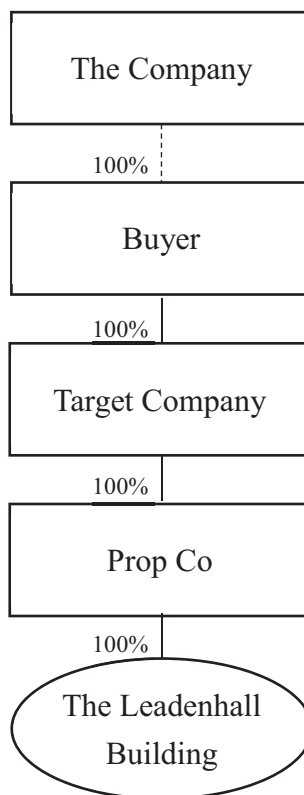 The Company
100%
Buyer
100%
Target Company
100%
Prop Co
100%
The Leadenhall
Building